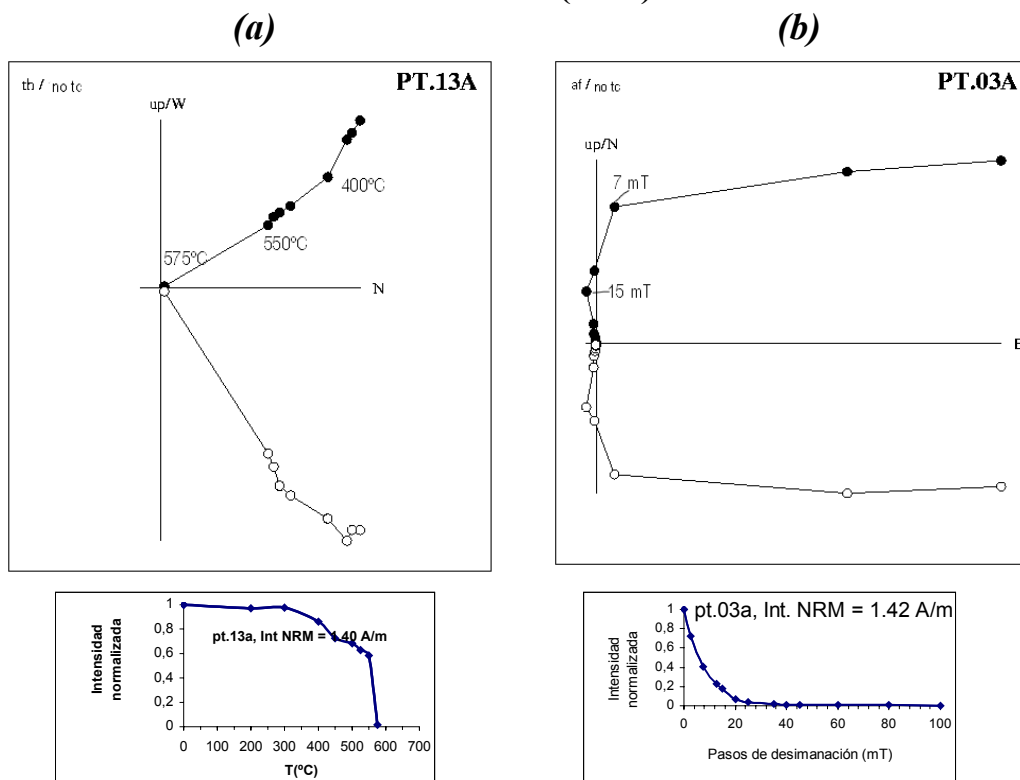 (a)
(b)
th / no tc
PT.13A
up/W
400ºC
550ºC
575ºC
N
af / no tc
PT.03A
up/N
7 mT
15 mT
E
Intensidad
normalizada
1
0,8
0,6
0,4
0,2
0
pt.13a, Int NRM = 1.40 A/m
0 100 200 300 400 500 600 700
T(ºC)
Intensidad
normalizada
1
0,8
0,6
0,4
0,2
0
pt.03a, Int. NRM = 1.42 A/m
0 20 40 60 80 100
Pasos de desimanación (mT)